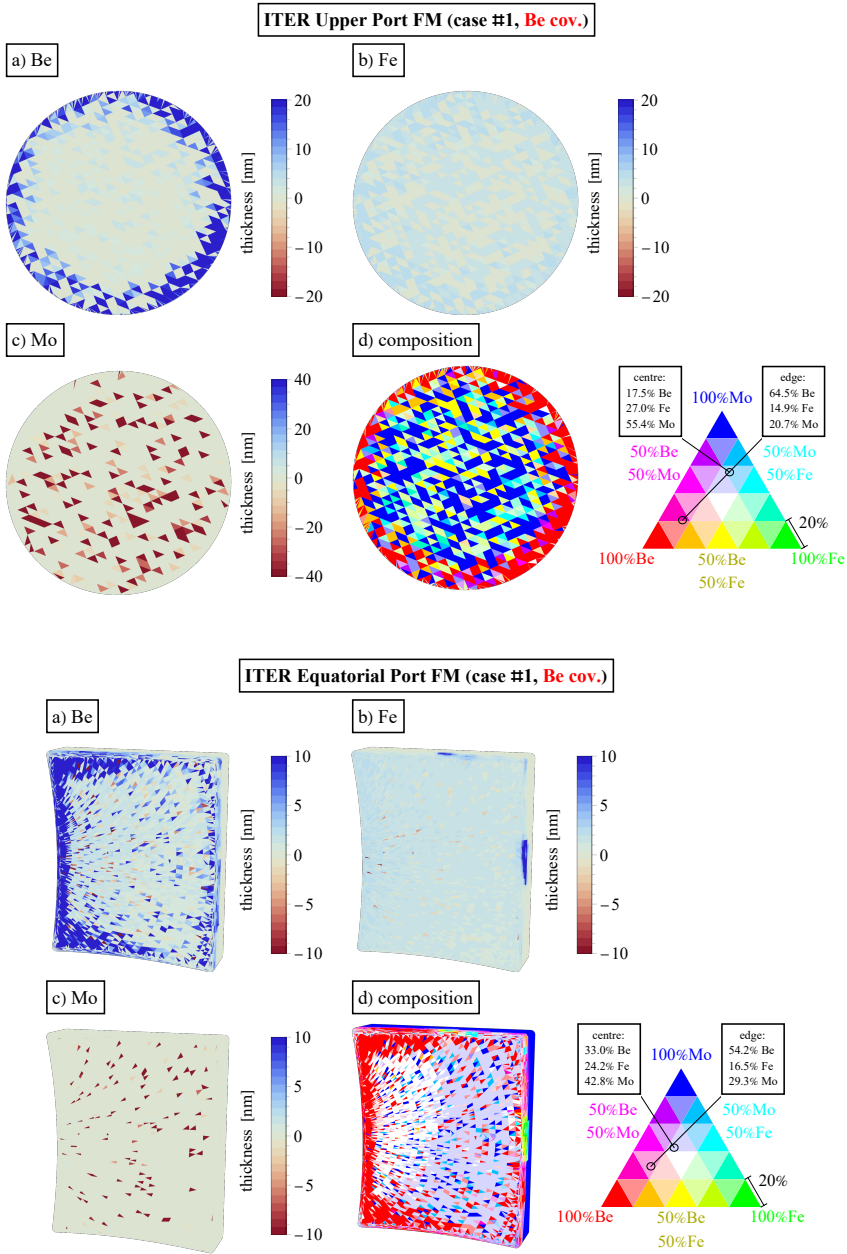 ITER Upper Port FM (case #1, Be cov.)
a) Be
b) Fe
20
10
0
−10
−20
thickness [nm]
20
10
0
−10
−20
thickness [nm]
c) Mo
d) composition
40
20
0
−20
−40
thickness [nm]
centre:
17.5% Be
27.0% Fe
55.4% Mo
edge:
64.5% Be
14.9% Fe
20.7% Mo
100%Mo
50%Be
50%Mo
50%Mo
50%Fe
20%
100%Be
50%Be
50%Fe
100%Fe
ITER Equatorial Port FM (case #1, Be cov.)
a) Be
b) Fe
10
5
0
−5
−10
thickness [nm]
10
5
0
−5
−10
thickness [nm]
c) Mo
d) composition
10
5
0
−5
−10
thickness [nm]
centre:
33.0% Be
24.2% Fe
42.8% Mo
edge:
54.2% Be
16.5% Fe
29.3% Mo
100%Mo
50%Be
50%Mo
50%Mo
50%Fe
20%
100%Be
50%Be
50%Fe
100%Fe